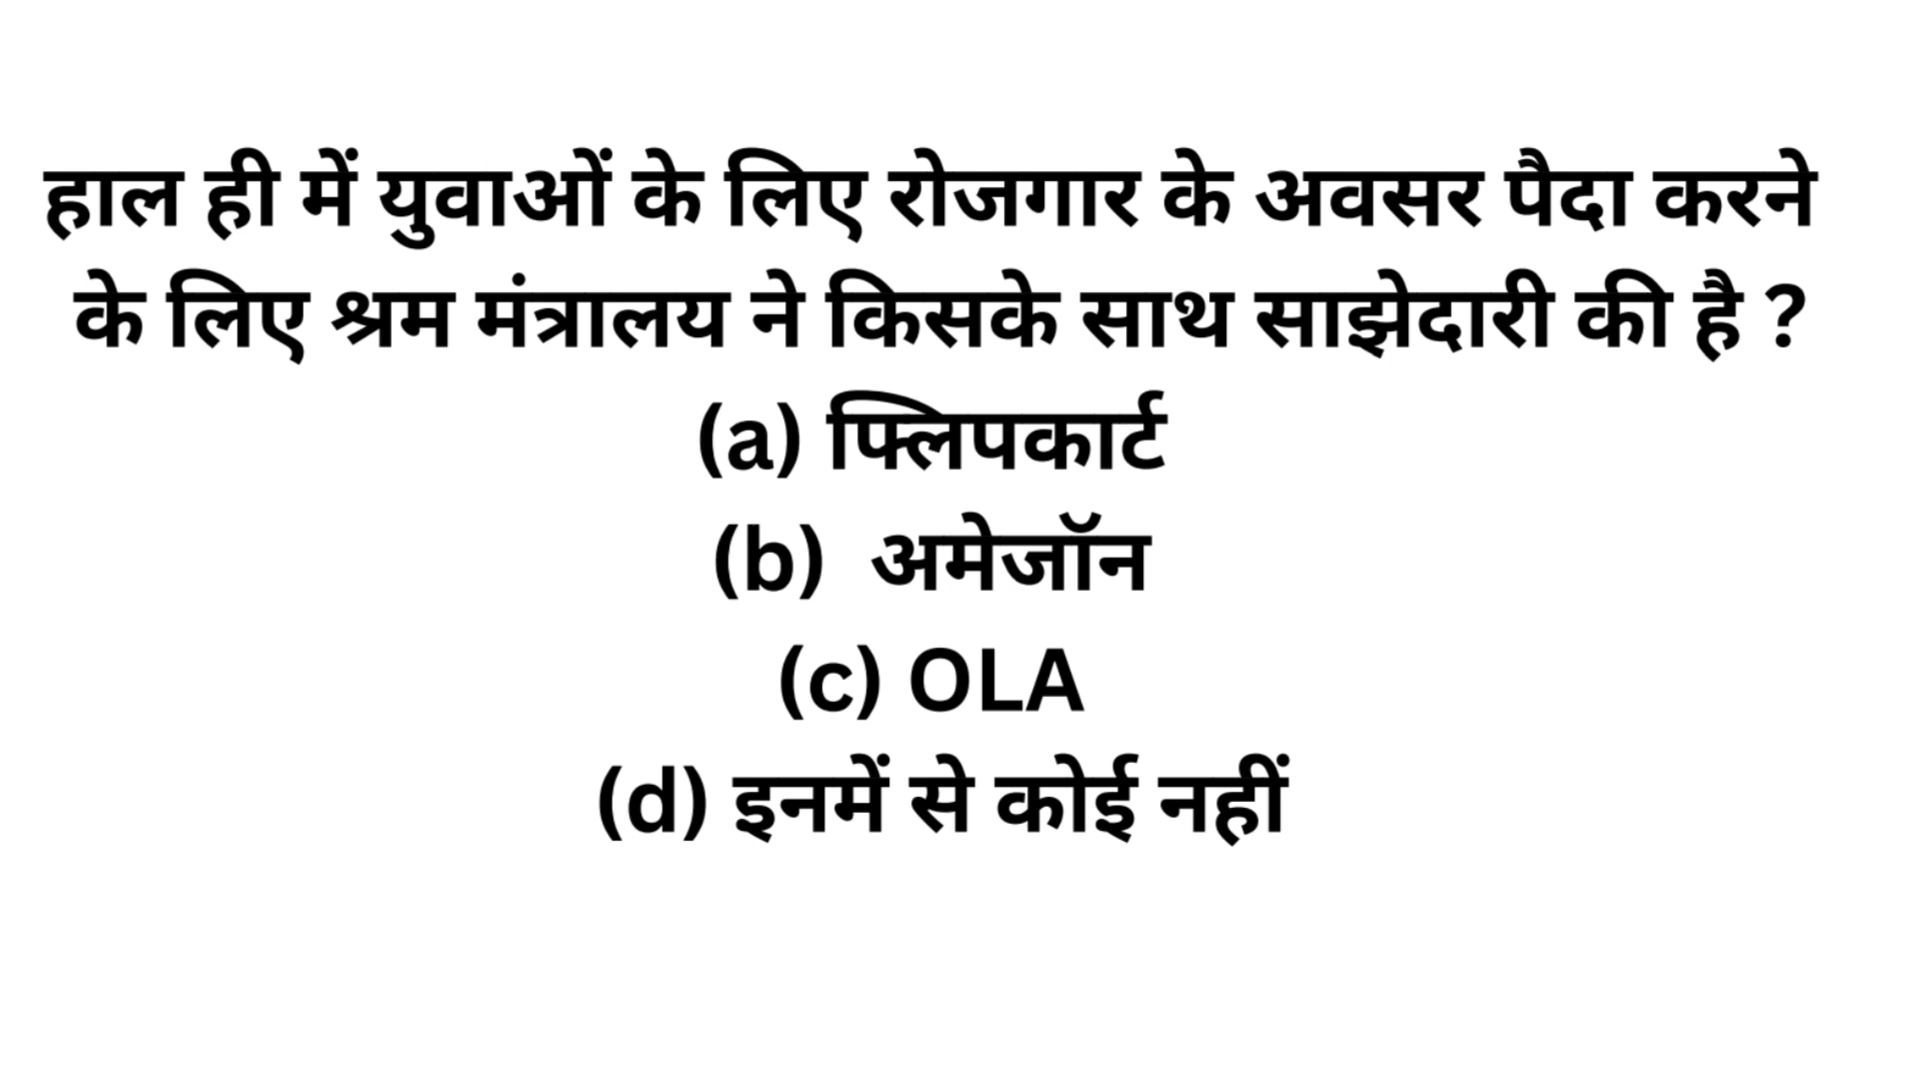 हाल ही में युवाओं के लिए रोजगार के अवसर पैदा करने
के लिए श्रम मंत्रालय ने किसके साथ साझेदारी की है ?
(a) फ्लिपकार्ट
(b) अमेजॉन
(c) OLA
(d) इनमें से कोई नहीं